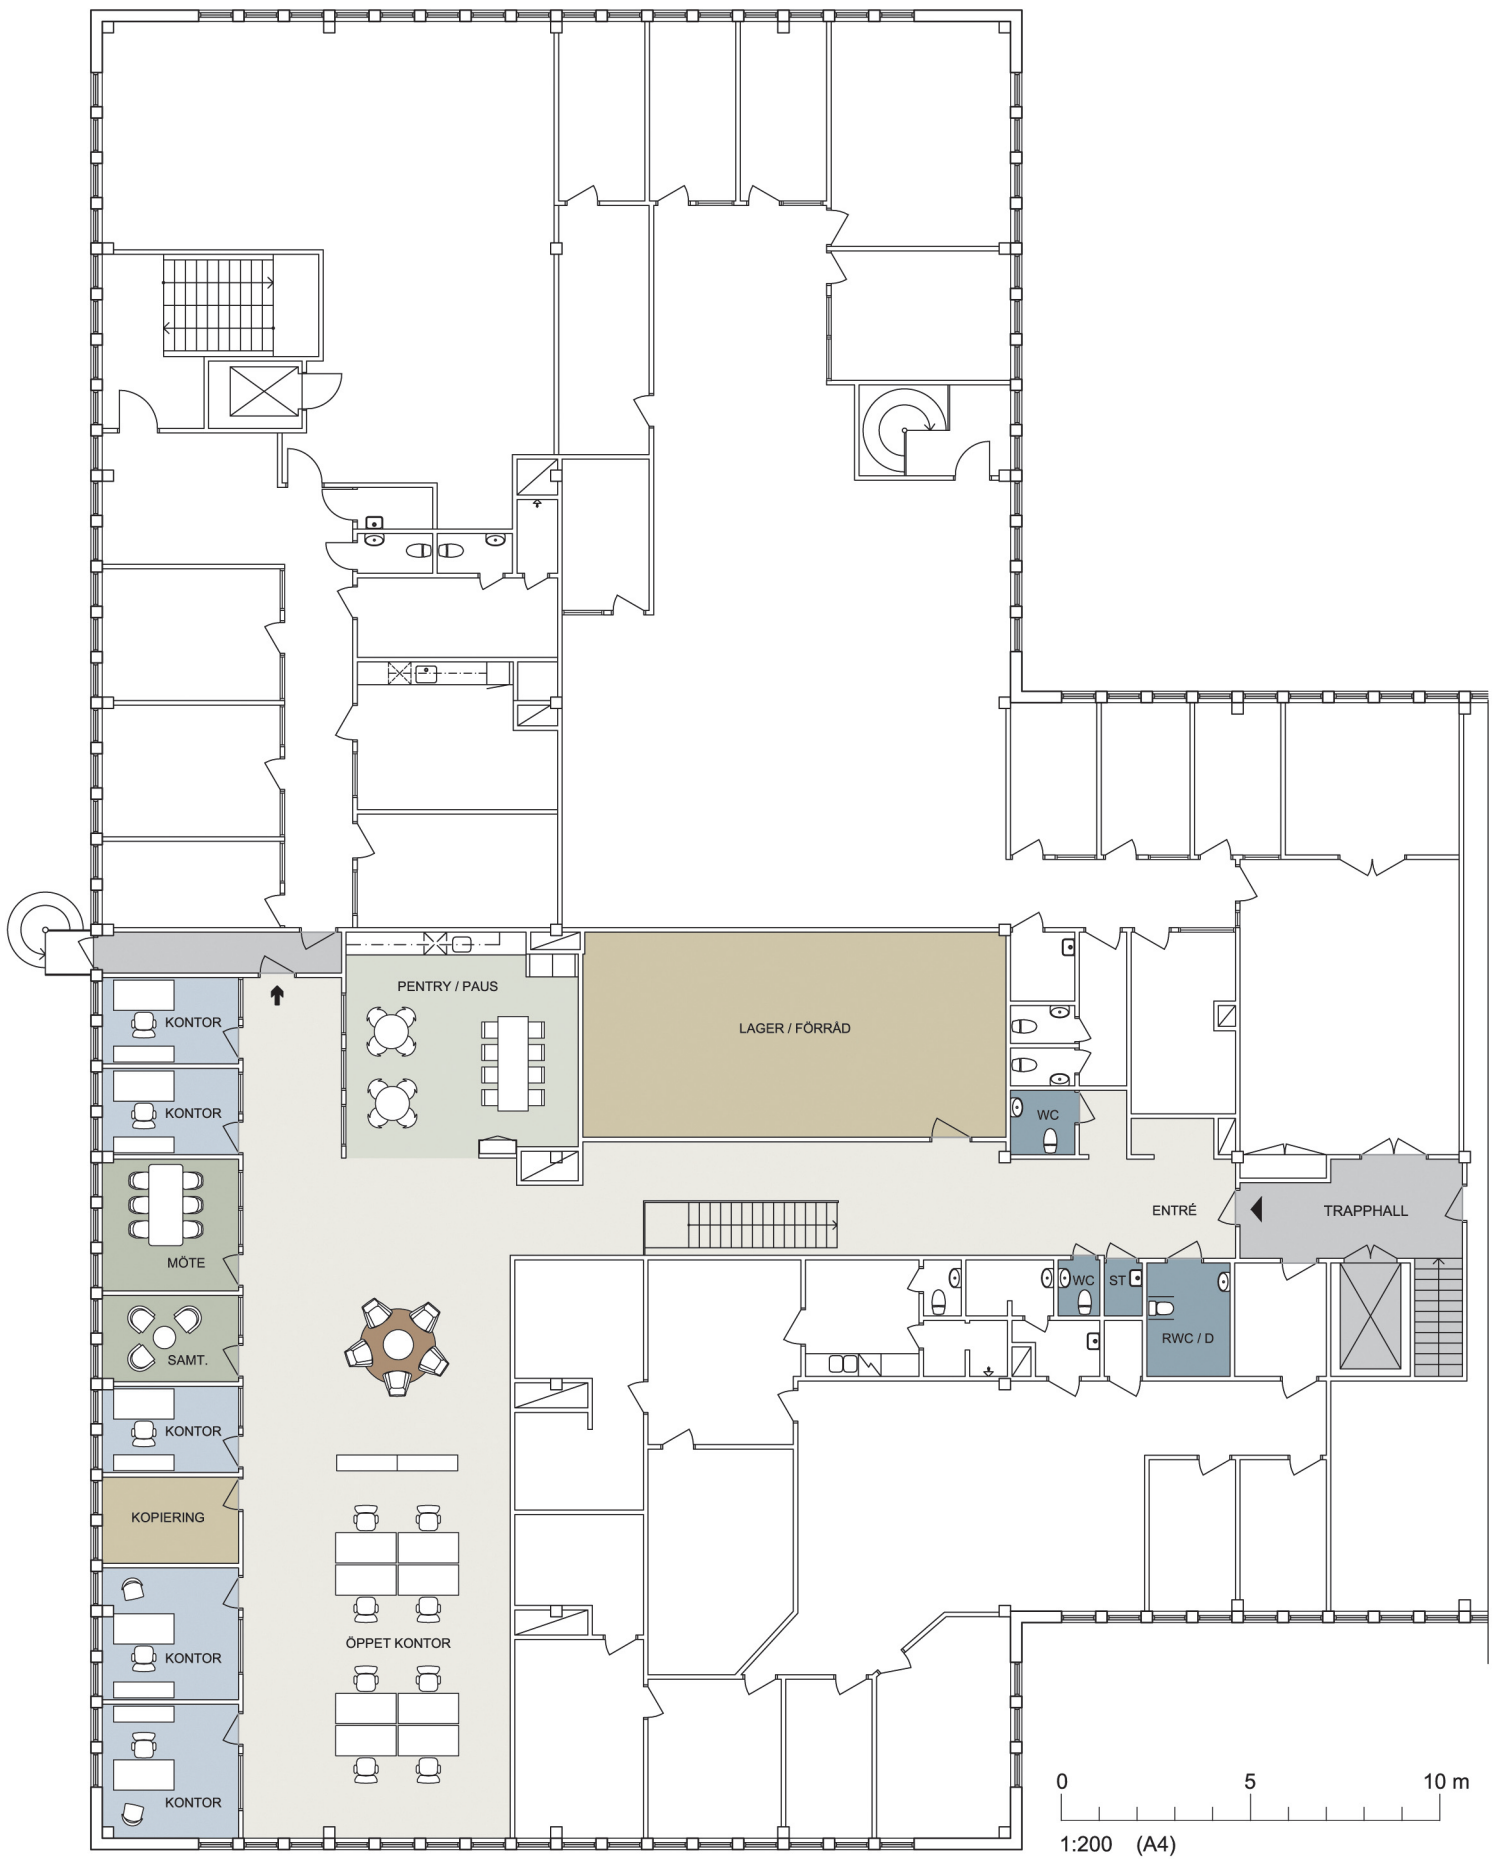 PENTRY / PAUS
KONTOR
LAGER / FÖRRÅD
KONTOR
WC
ENTRÉ
TRAPPHALL
MÖTE
WC
ST
RWC / D
SAMT.
KONTOR
KOPIERING
ÖPPET KONTOR
KONTOR
KONTOR
0 5 10 m
1:200 (A4)